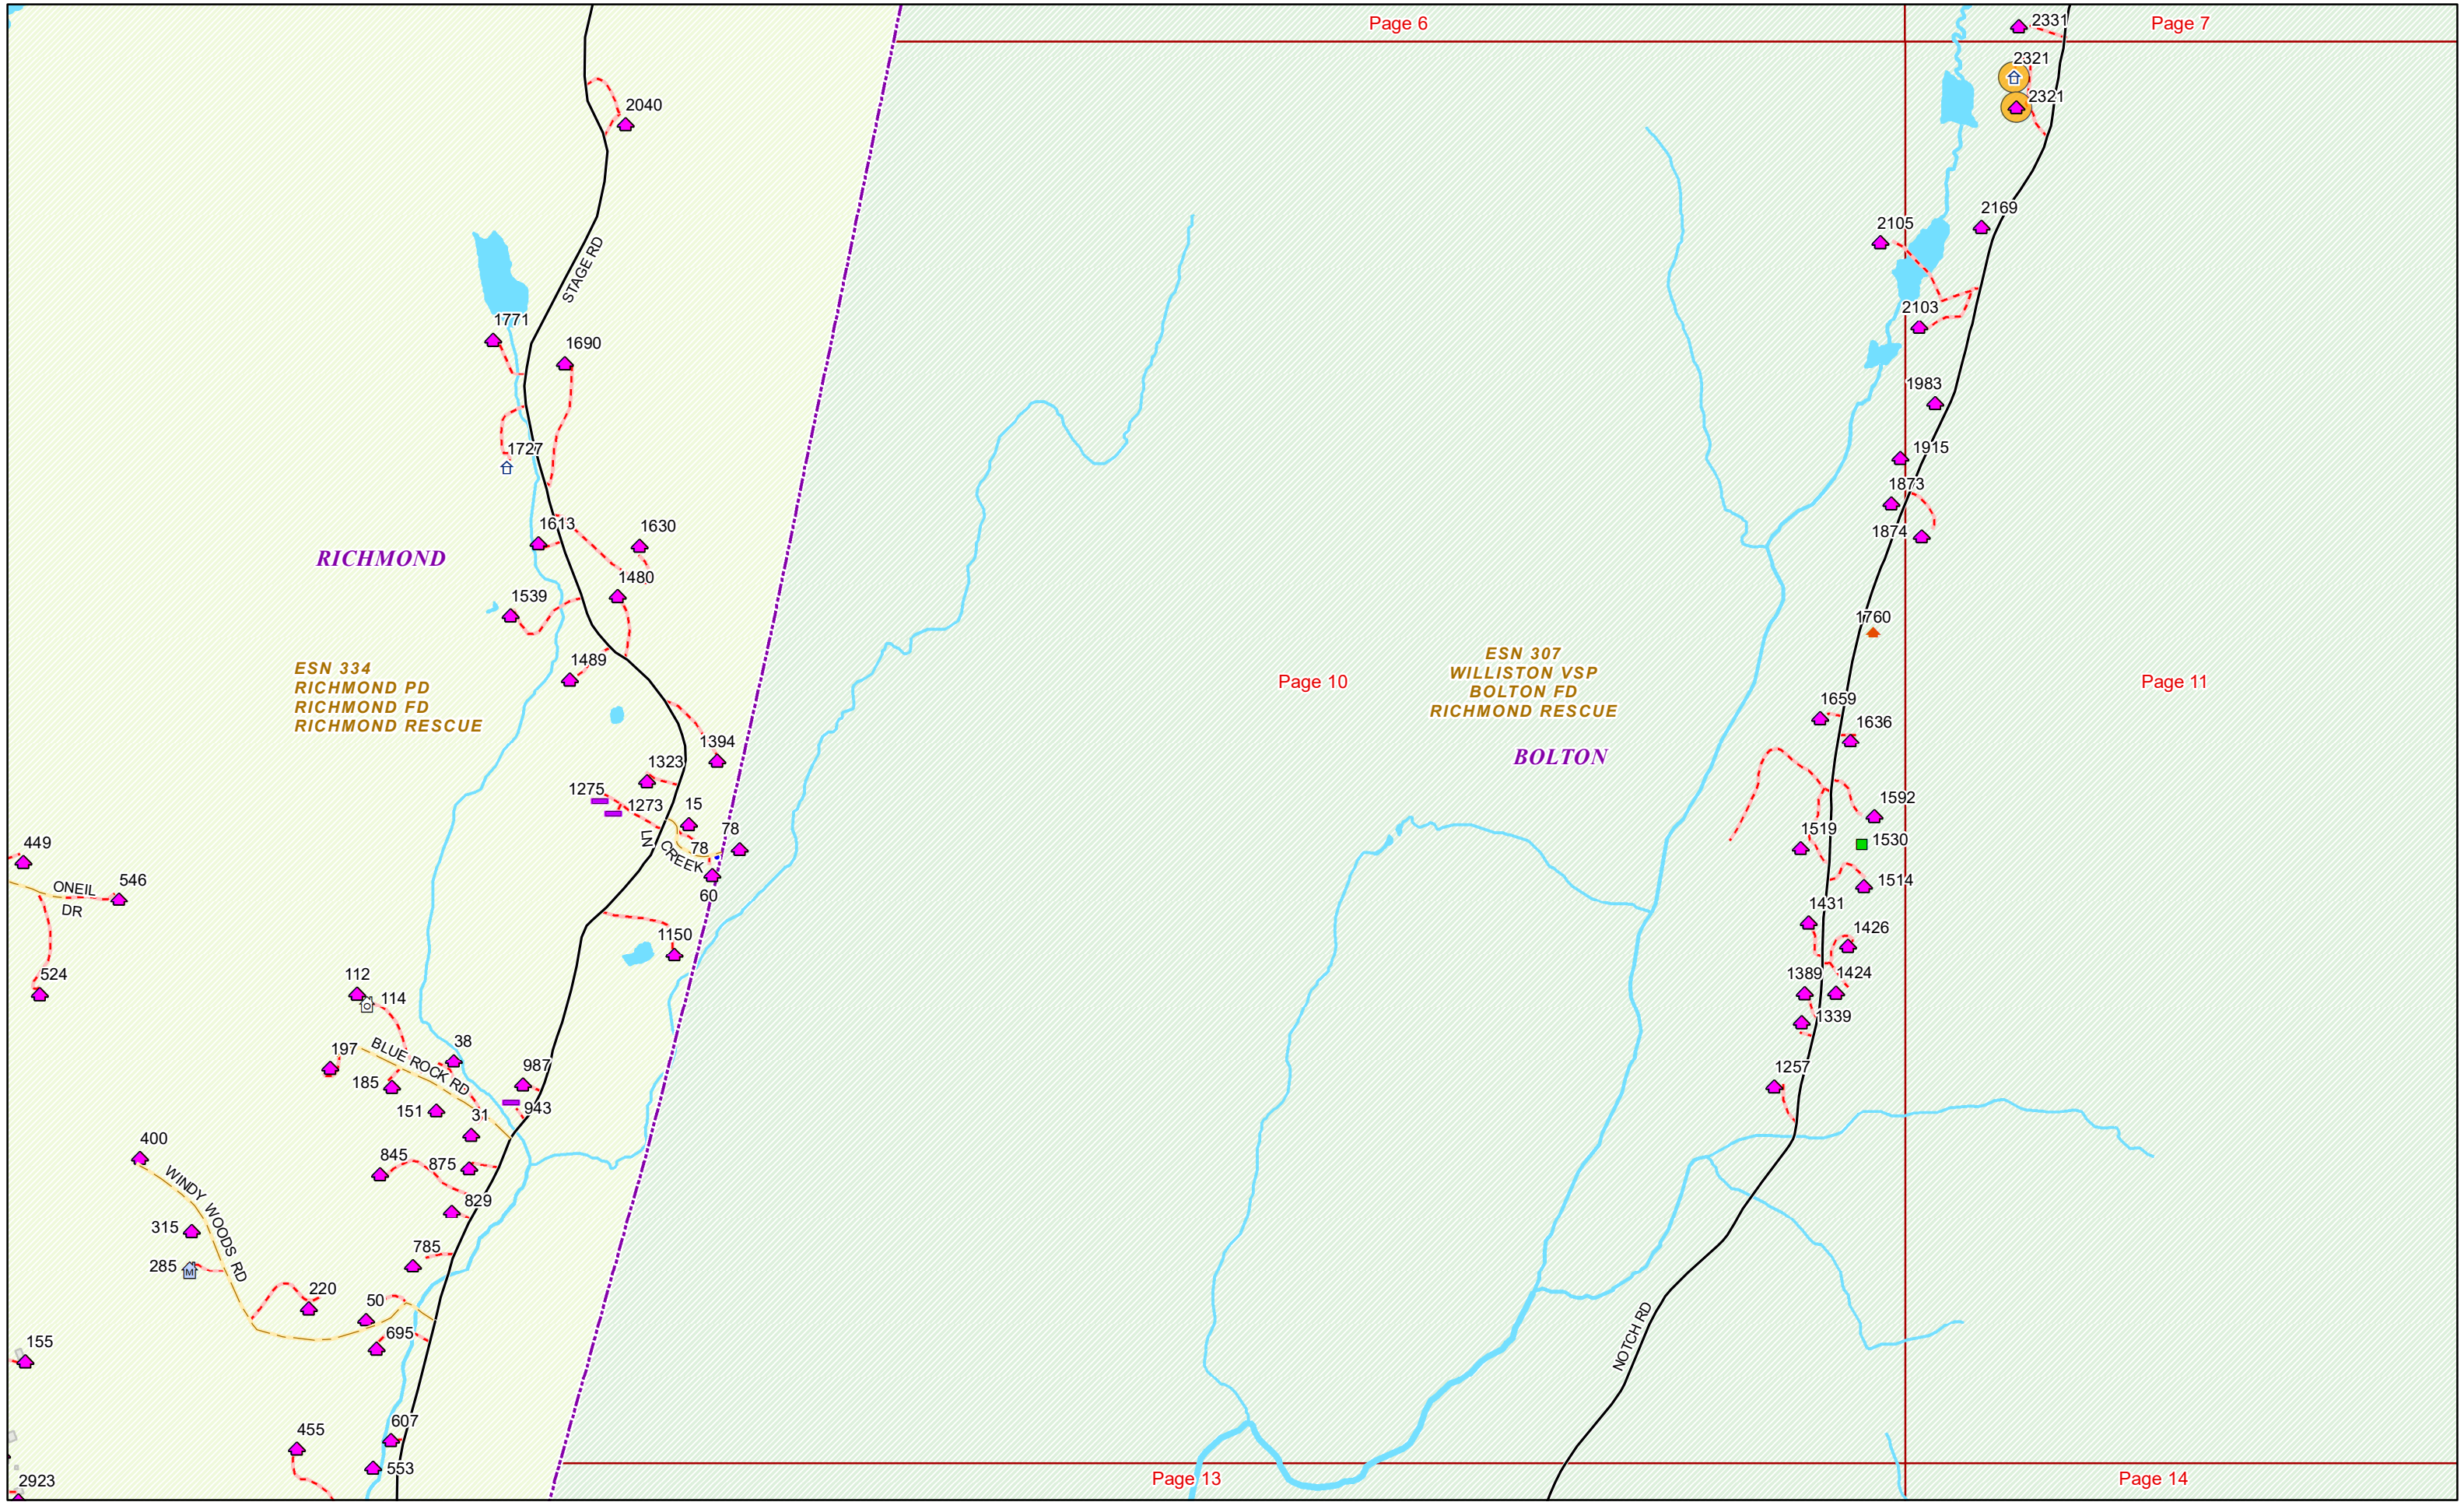 Page 6
Page 7
2331
2321
2321
2040
2169
2105
STAGE RD
2103
1771
1690
1983
1727
1915
1873
1613
1630
1874
RICHMOND
1480
1539
1760
ESN 334
RICHMOND PD
RICHMOND FD
RICHMOND RESCUE
1489
ESN 307
WILLISTON VSP
BOLTON FD
RICHMOND RESCUE
Page 10
Page 11
1659
1636
1394
BOLTON
1323
1275
1273
15
1592
78
1519
1530
CREEK
LN
78
449
60
546
ONEIL
DR
1514
1431
1426
1150
524
112
114
1389
1424
1339
38
197
BLUE ROCK RD
185
987
1257
151
31
943
400
845
875
WINDY WOODS RD
829
315
785
285
220
50
695
NOTCH RD
155
607
455
553
2923
Page 13
Page 14
M